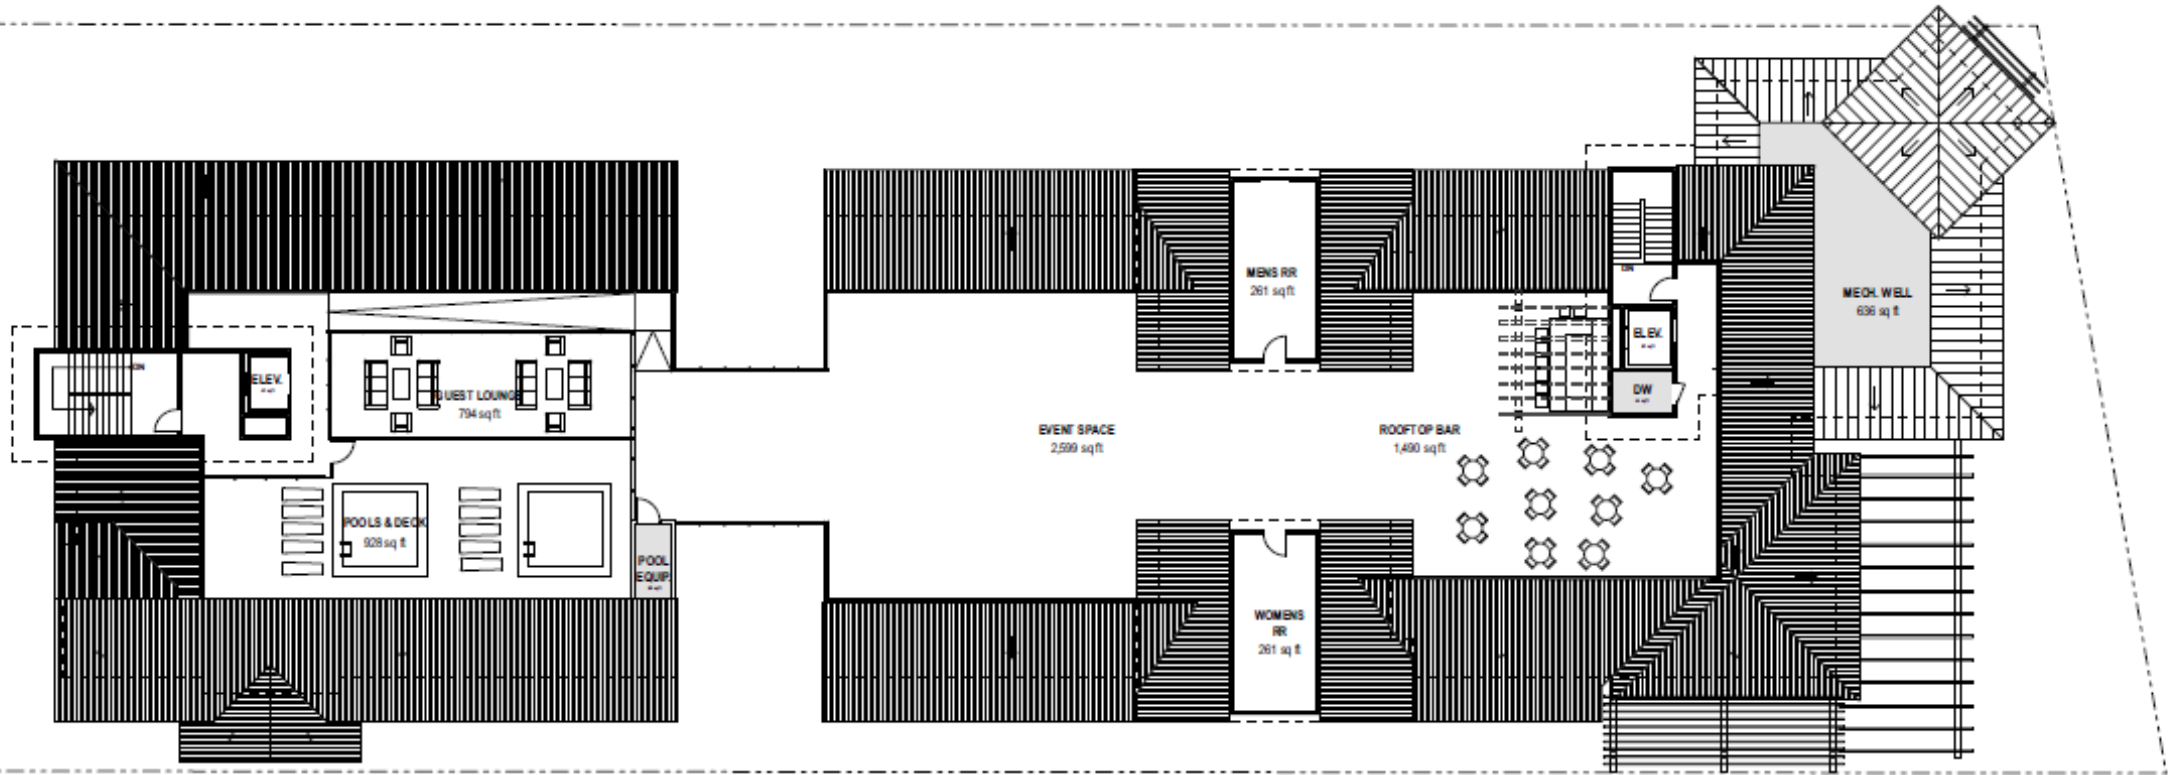 MENS RR
261 sq ft
DN
MECH. WELL
636 sq ft
ELEV.
DN
ELEV.
GUEST LOUNGE
794 sq ft
DW
EVENT SPACE
2,599 sq ft
ROOFTOP BAR
1,490 sq ft
POOLS & DECK
928 sq ft
POOL
EQUIP.
WOMENS
RR
261 sq ft